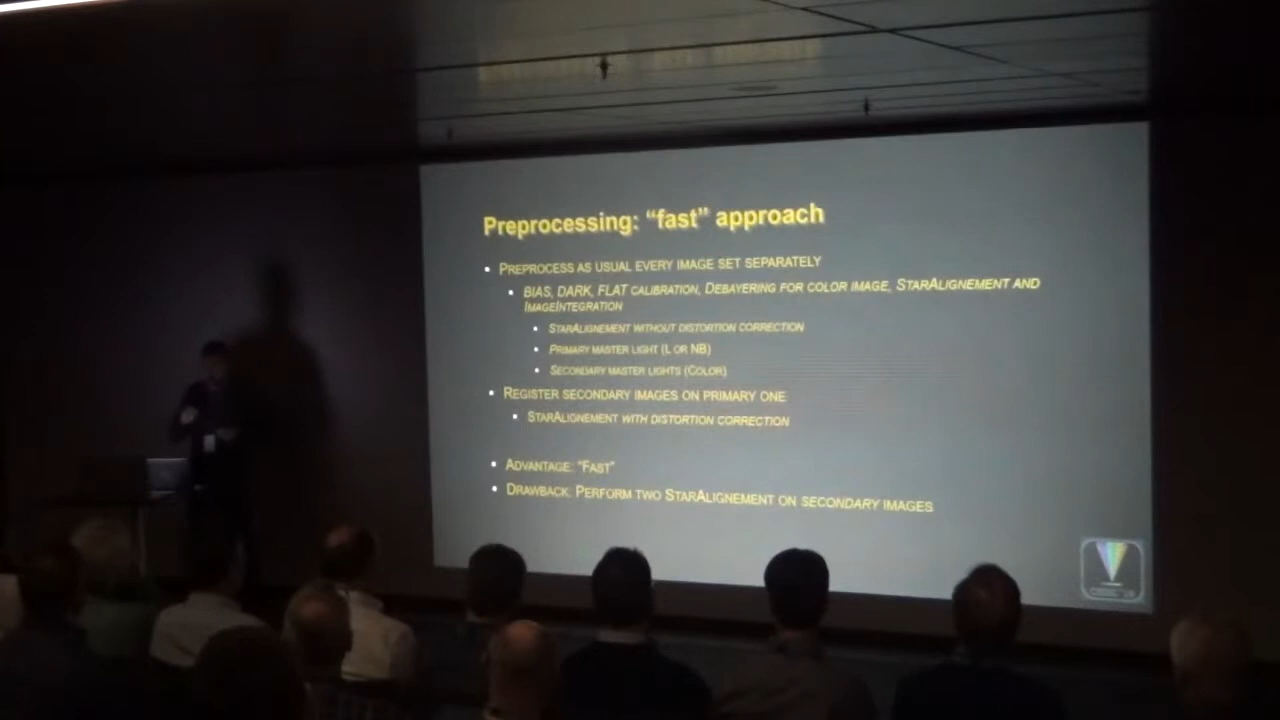 Preprocessing: “fast” approach
• PREPROCESS AS USUAL EVERY IMAGE SET SEPARATELY
• BIAS, DARK, FLAT CALIBRATION, DEBAYERING FOR COLOR IMAGE, STARALIGNEMENT AND
IMAGEINTEGRATION
• STARALIGNEMENT WITHOUT DISTORTION CORRECTION
• PRIMARY MASTER LIGHT (L OR NB)
• SECONDARY MASTER LIGHTS (COLOR)
• REGISTER SECONDARY IMAGES ON PRIMARY ONE
• STARALIGNEMENT WITH DISTORTION CORRECTION
• ADVANTAGE: “FAST”
• DRAWBACK: PERFORM TWO STARALIGNEMENT ON SECONDARY IMAGES